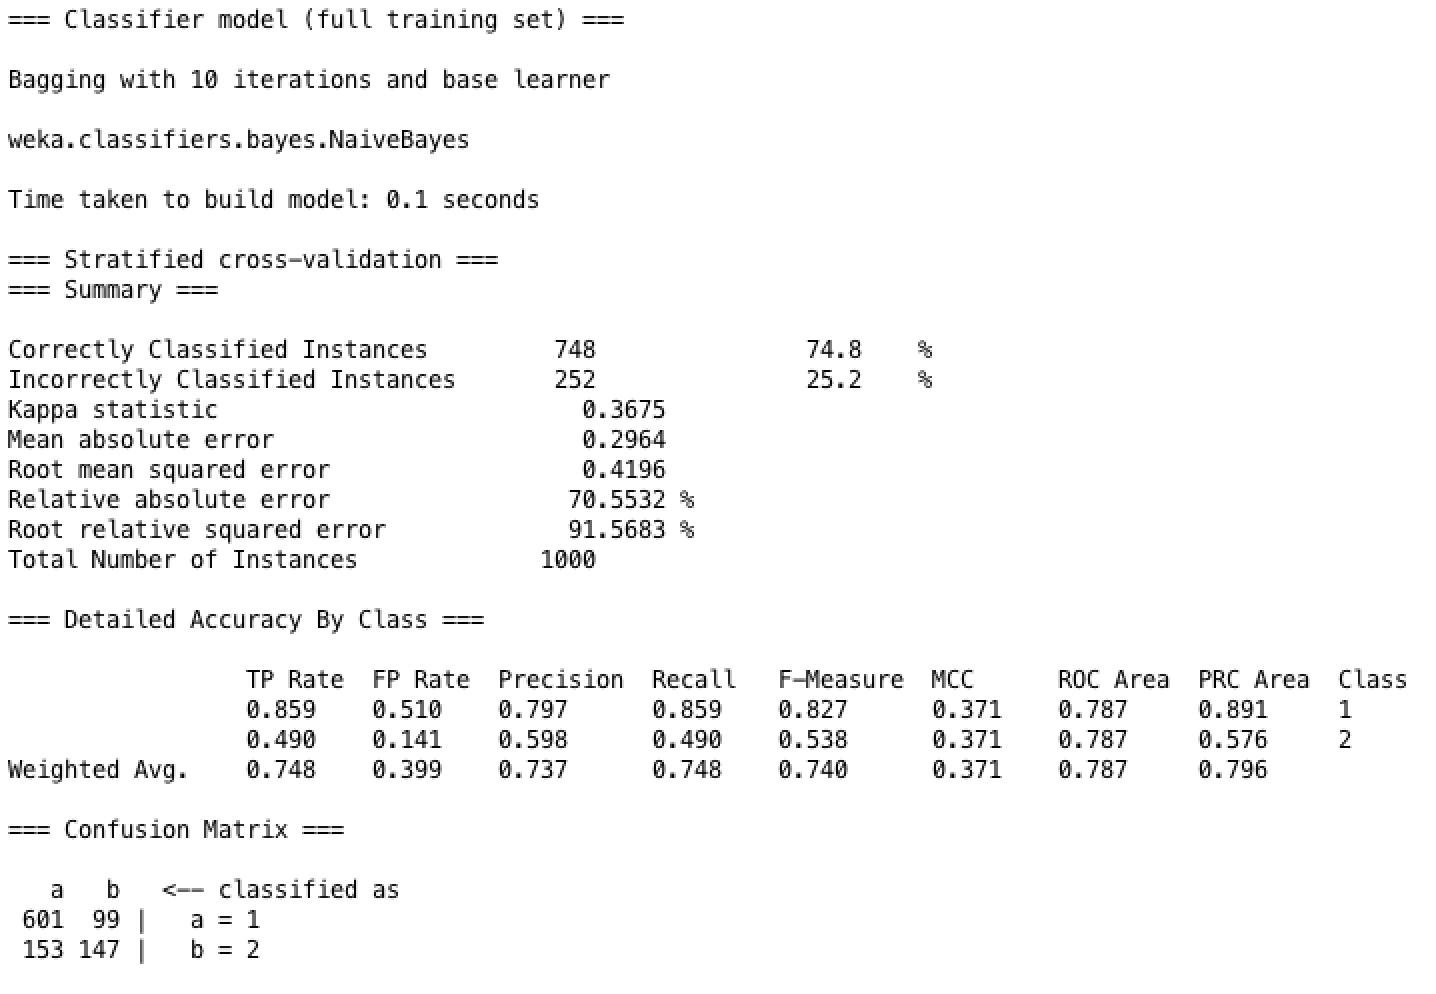 === Classifier model (full training set) ===
Bagging with 10 iterations and base learner
weka.classifiers.bayes.NaiveBayes
Time taken to build model: 0.1 seconds
=== Stratified cross-validation ===
=== Summary ===
Correctly Classified Instances 748 74.8 %
Incorrectly Classified Instances 252 25.2 %
Kappa statistic 0.3675
Mean absolute error 0.2964
Root mean squared error 0.4196
Relative absolute error 70.5532 %
Root relative squared error 91.5683 %
Total Number of Instances 1000
=== Detailed Accuracy By Class ===
TP Rate FP Rate Precision Recall F-Measure MCC ROC Area PRC Area Class
0.859 0.510 0.797 0.859 0.827 0.371 0.787 0.891 1
0.490 0.141 0.598 0.490 0.538 0.371 0.787 0.576 2
Weighted Avg. 0.748 0.399 0.737 0.748 0.740 0.371 0.787 0.796
=== Confusion Matrix ===
a b <-- classified as
601 99 | a = 1
153 147 | b = 2